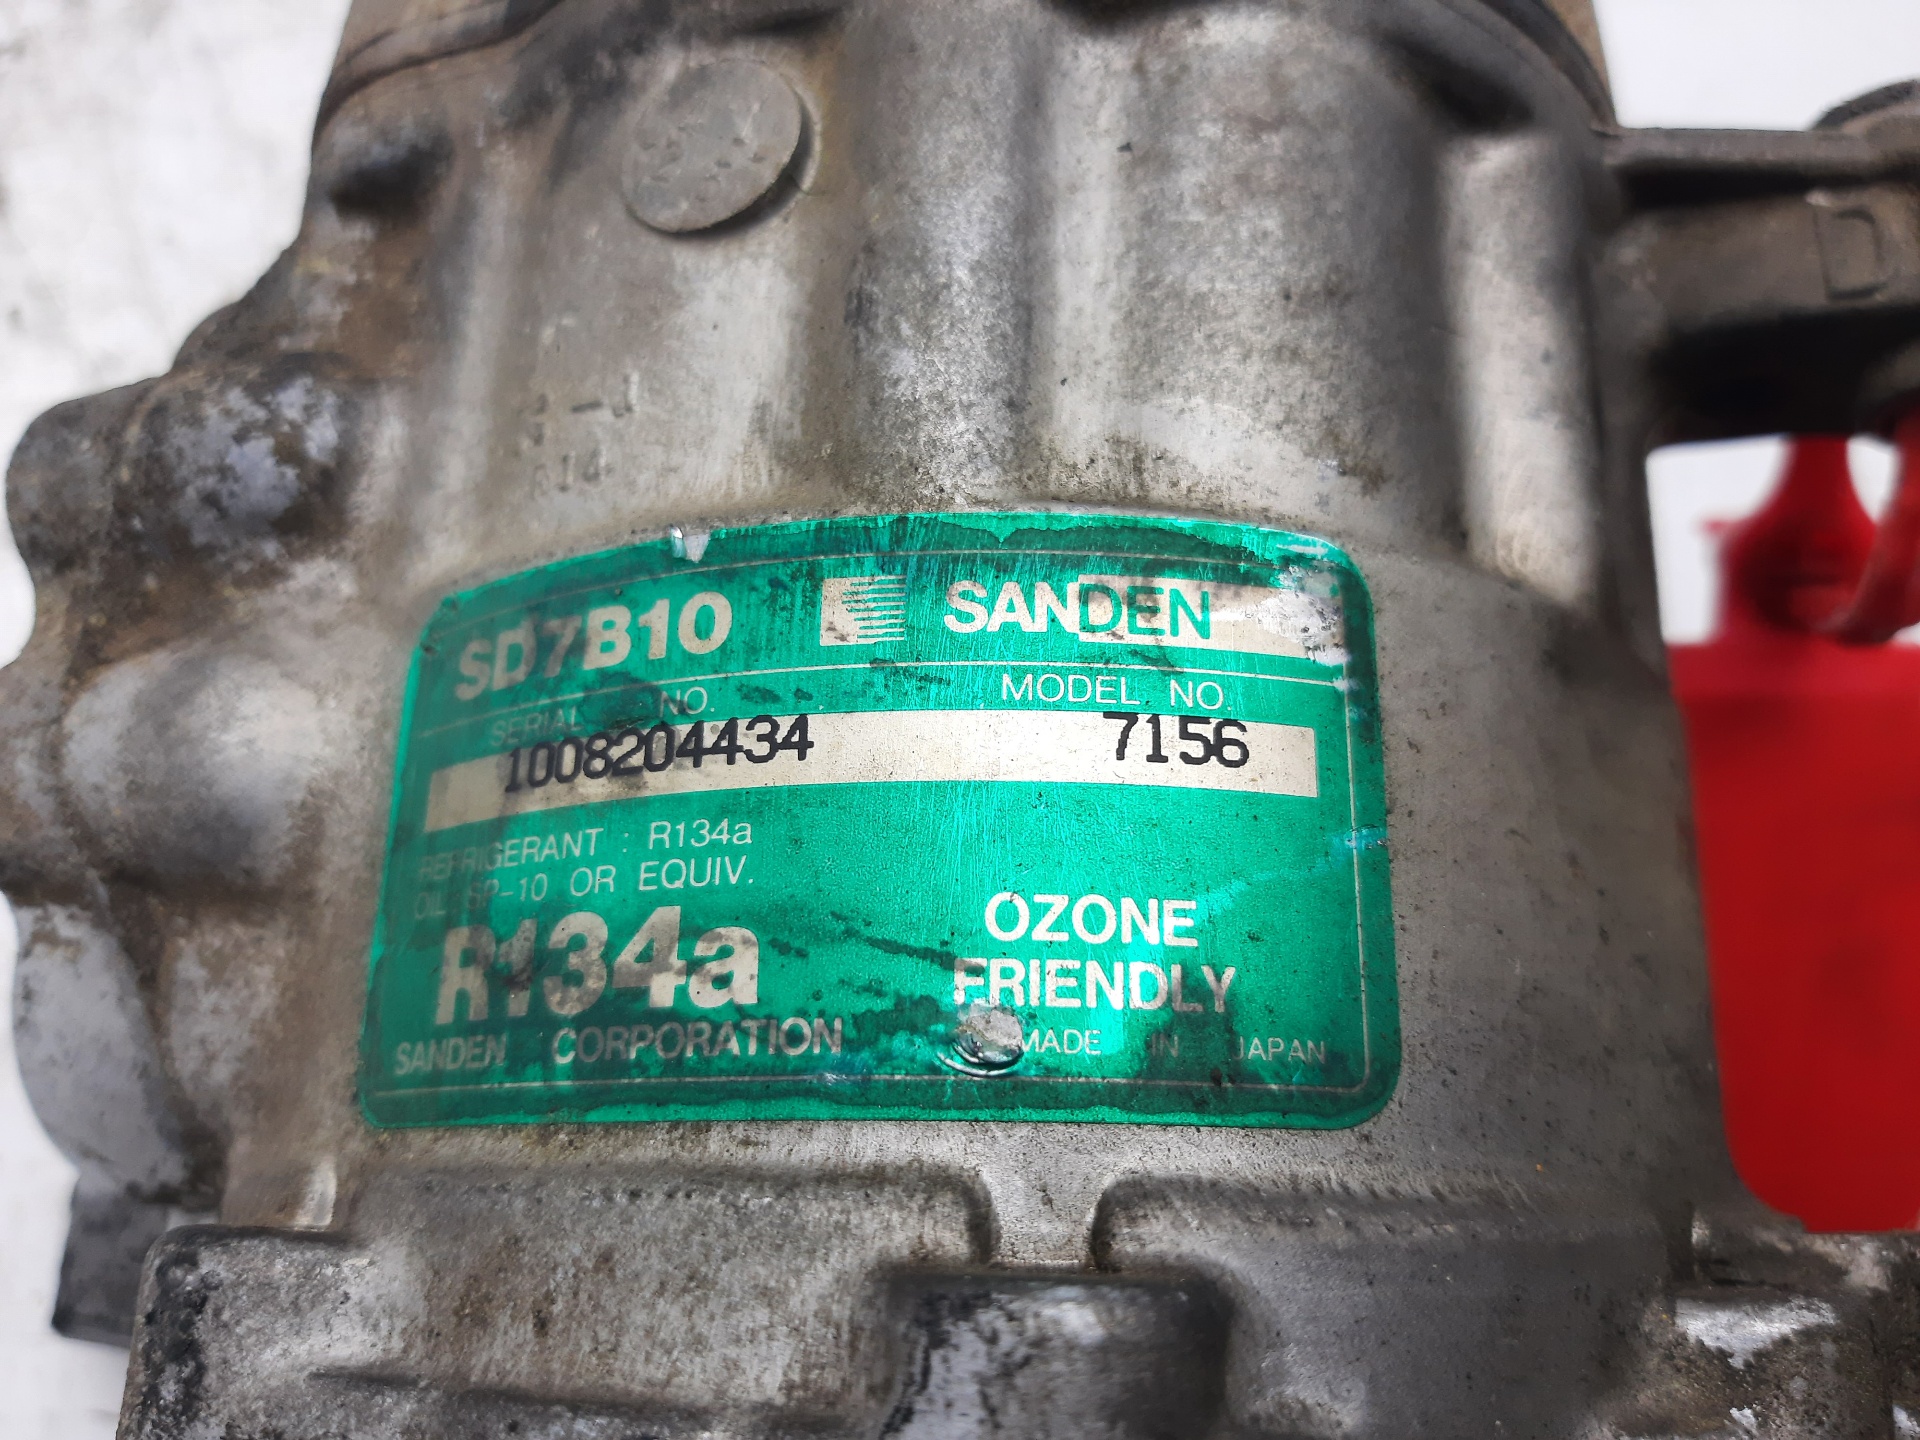 SD7B10 SANDEN
SERIAL NO. MODEL NO
1008204434 7156
REFRIGERANT : R134a
OIL SP-10 OR EQUIV.
R134a
OZONE
FRIENDLY
SANDEN CORPORATION MADE IN JAPAN
D